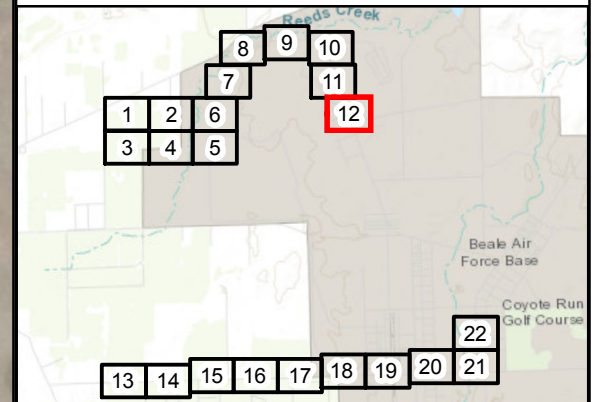 Reeds Creek
8 9 10
7 11
1 2 6 12
3 4 5
Beale Air
Force Base
Coyote Run
Golf Course
22
13 14 15 16 17 18 19 20 21